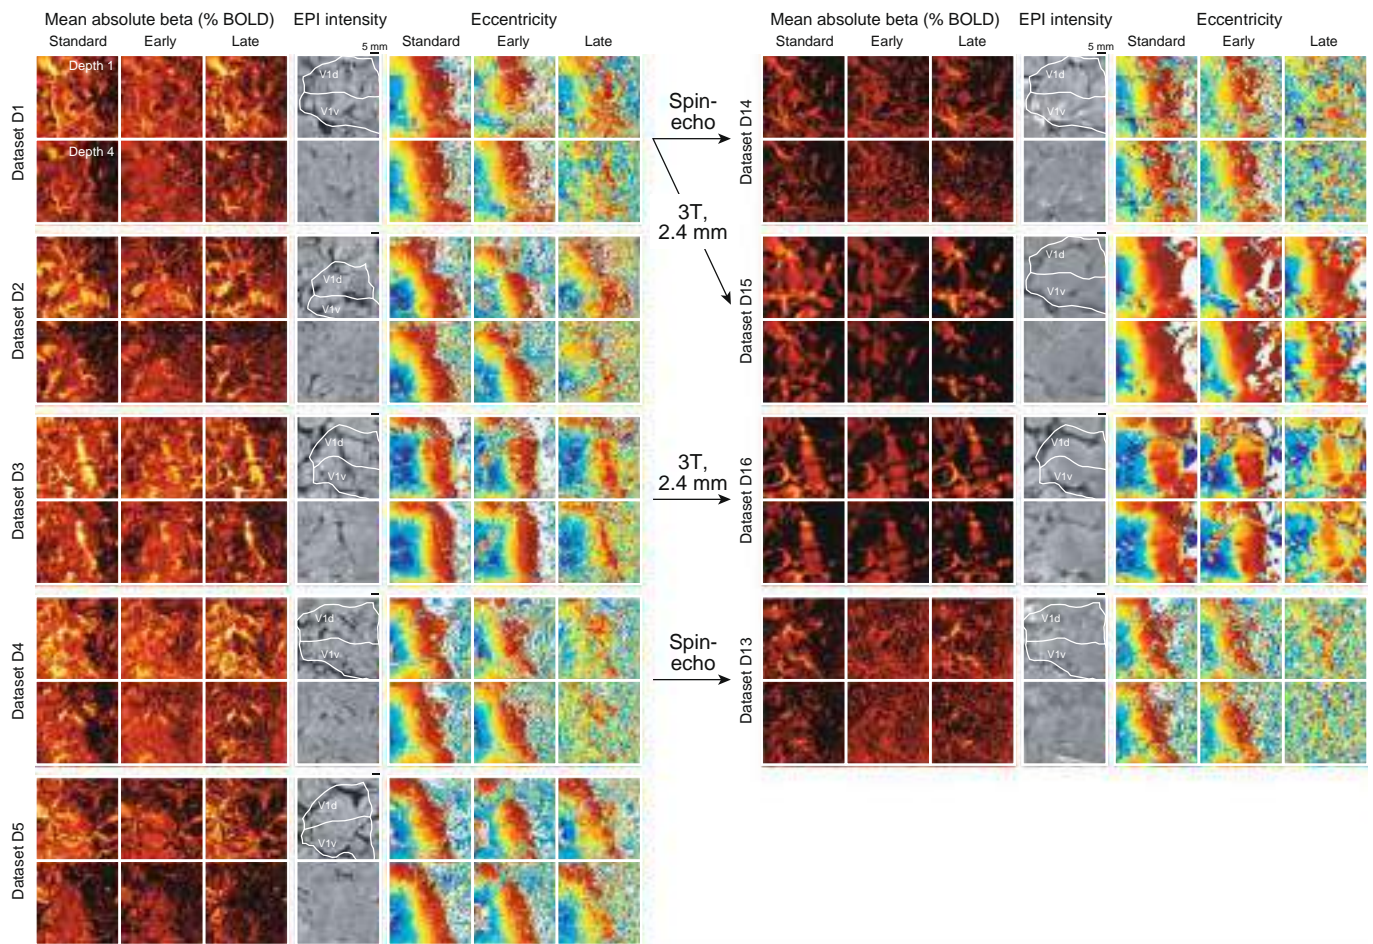 Mean absolute beta (% BOLD) EPI intensity Eccentricity
Standard Early Late 5 mm Standard Early Late
Mean absolute beta (% BOLD) EPI intensity Eccentricity
Standard Early Late 5 mm Standard Early Late
Dataset D1
Depth 1
Depth 4
V1d
V1v
Spin-
echo
Dataset D14
V1d
V1v
3T,
2.4 mm
Dataset D2
V1d
V1v
Dataset D15
V1d
V1v
Dataset D3
V1d
V1v
3T,
2.4 mm
Dataset D16
V1d
V1v
Dataset D4
V1d
V1v
Spin-
echo
Dataset D13
V1d
V1v
Dataset D5
V1d
V1v